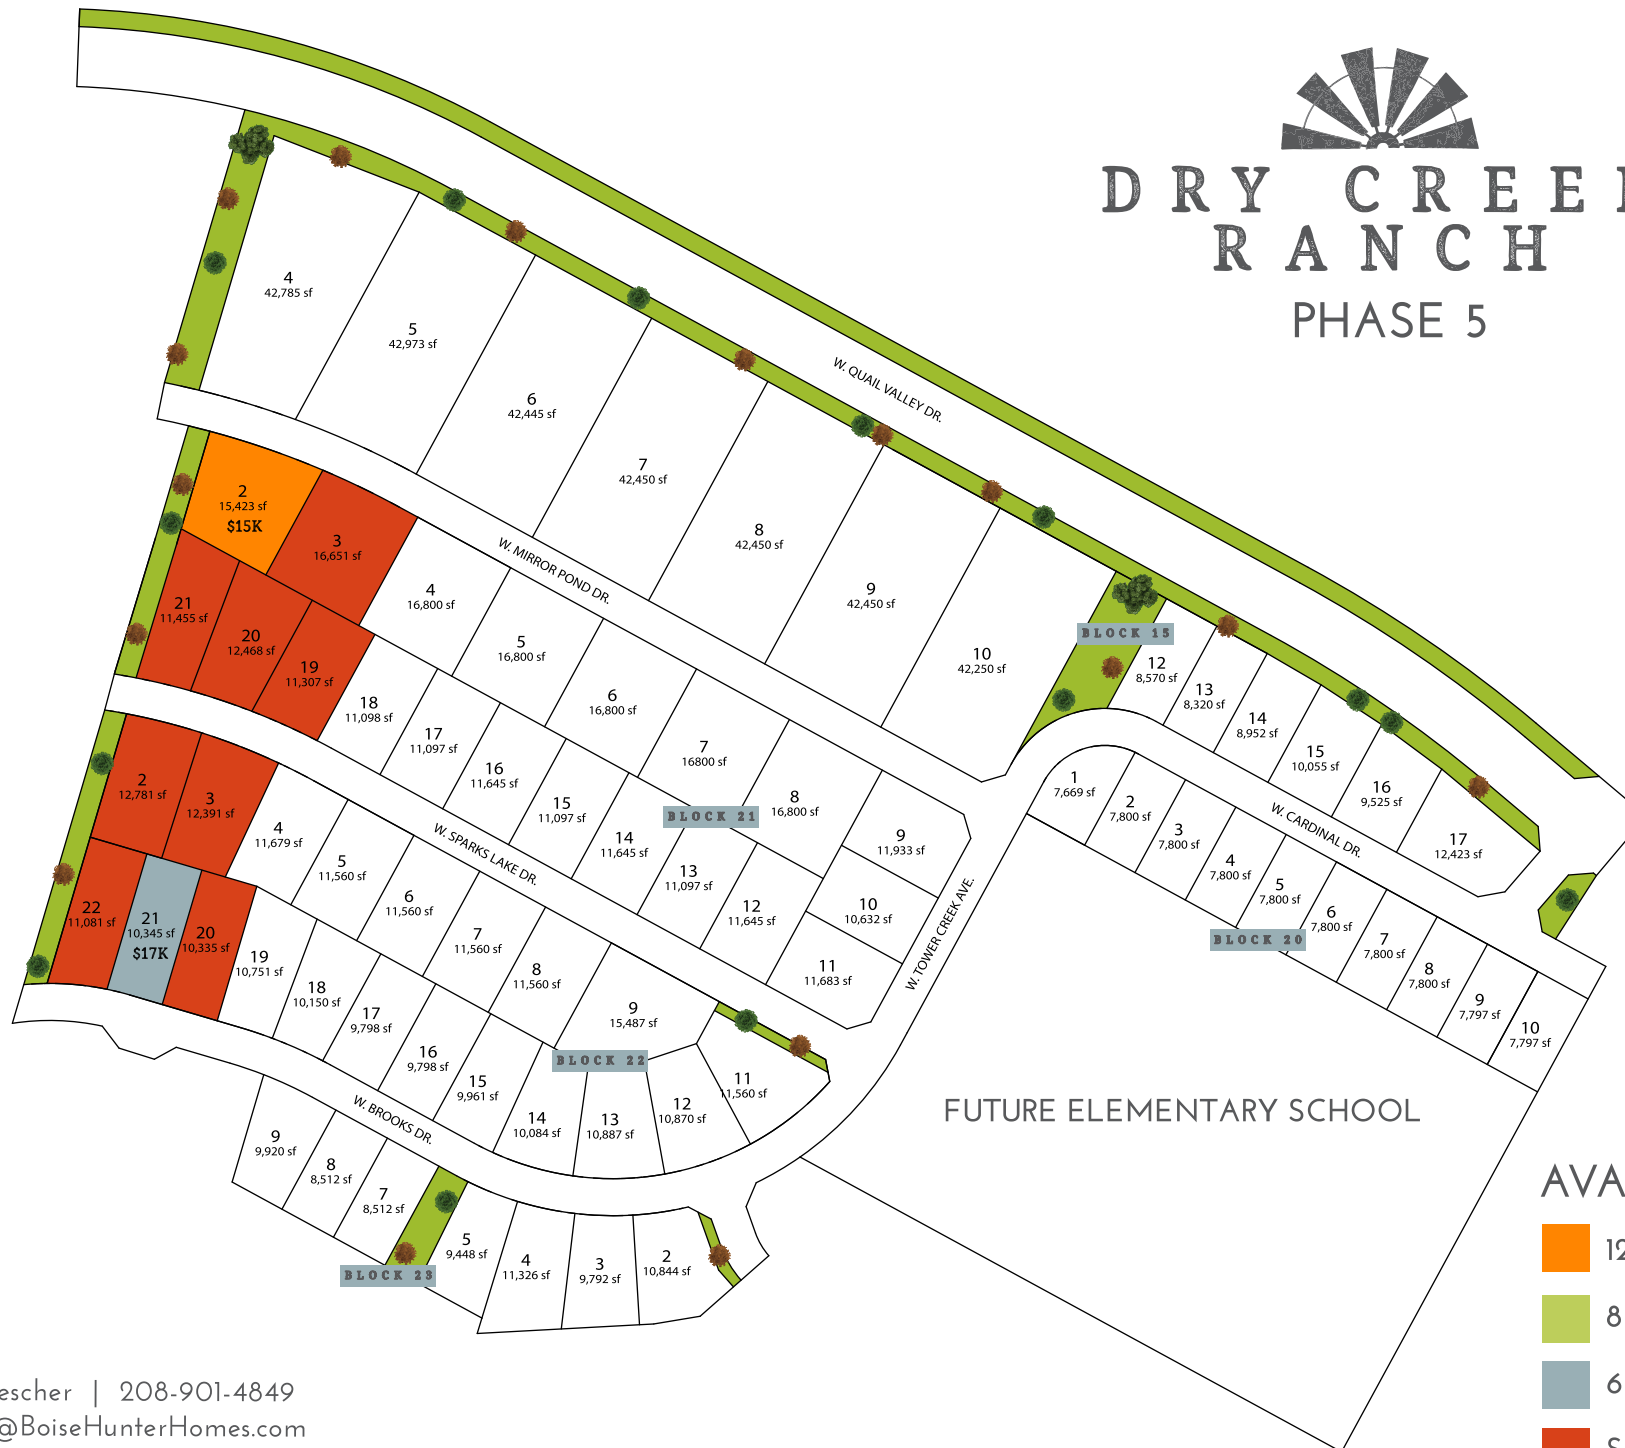 DRY CREE
RANCH
PHASE 5
W. QUAIL VALLEY DR.
4
42,785 sf
5
42,973 sf
6
42,445 sf
7
42,450 sf
8
42,450 sf
9
42,450 sf
10
42,250 sf
BLOCK 15
12
8,570 sf
13
8,320 sf
14
8,952 sf
15
10,055 sf
16
9,525 sf
17
12,423 sf
W. MIRROR POND DR.
W. CARDINAL DR.
1
7,669 sf
2
7,800 sf
3
7,800 sf
4
7,800 sf
5
7,800 sf
6
7,800 sf
7
7,800 sf
8
7,800 sf
9
7,797 sf
10
7,797 sf
BLOCK 20
2
15,423 sf
$15K
3
16,651 sf
4
16,800 sf
5
16,800 sf
6
16,800 sf
7
16800 sf
8
16,800 sf
9
11,933 sf
10
10,632 sf
11
11,683 sf
21
11,455 sf
20
12,468 sf
19
11,307 sf
18
11,098 sf
17
11,097 sf
16
11,645 sf
15
11,097 sf
14
11,645 sf
13
11,097 sf
12
11,645 sf
BLOCK 21
W. SPARKS LAKE DR.
W. TOWER CREEK AVE.
2
12,781 sf
3
12,391 sf
4
11,679 sf
5
11,560 sf
6
11,560 sf
7
11,560 sf
8
11,560 sf
9
15,487 sf
11
11,560 sf
22
11,081 sf
21
10,345 sf
$17K
20
10,335 sf
19
10,751 sf
18
10,150 sf
17
9,798 sf
16
9,798 sf
15
9,961 sf
14
10,084 sf
13
10,887 sf
12
10,870 sf
BLOCK 22
W. BROOKS DR.
9
9,920 sf
8
8,512 sf
7
8,512 sf
5
9,448 sf
4
11,326 sf
3
9,792 sf
2
10,844 sf
BLOCK 23
FUTURE ELEMENTARY SCHOOL
AVA
12
8
6
escher | 208-901-4849
@BoiseHunterHomes.com